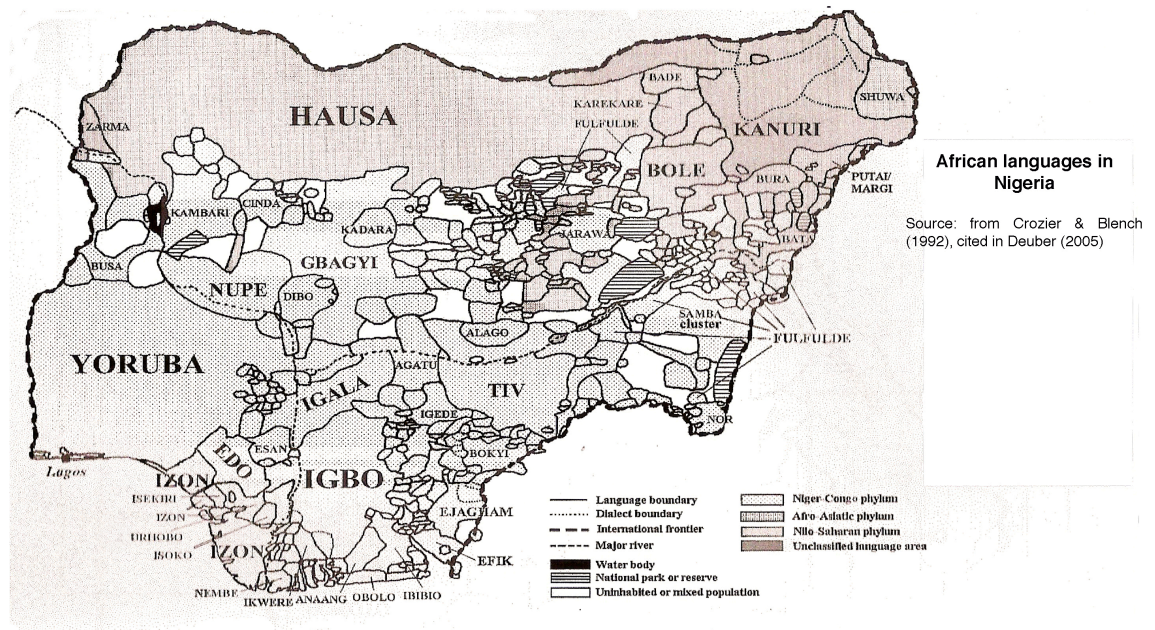 BADE
SHUWA
KAREKARE
HAUSA
FULFULDE
ZARMA
KANURI
African languages in
Nigeria
BOLE
PUTAI/
MARGI
BURA
CINDA
KAMBARI
Source: from Crozier & Blench
(1992), cited in Deuber (2005)
KADARA
JARAWA
BATA
GBAGYI
BUSA
NUPE
DIBO
SAMBA
cluster
ALAGO
FULFULDE
YORUBA
AGATU
IGALA
TIV
IGEDE
NOR
EDO
ESAN
BOKYI
Lagos
IGBO
IZON
ISEKIRI
IZON
URHOBO
ISOKO
IZON
EJAGHAM
EFIK
NEMBE
IKWERE
ANAANG
OBOLO
IBIBIO
Language boundary
Dialect boundary
International frontier
Major river
Water body
National park or reserve
Uninhabited or mixed population
Niger-Congo phylum
Afro-Asiatic phylum
Nilo-Saharan phylum
Unclassified language area